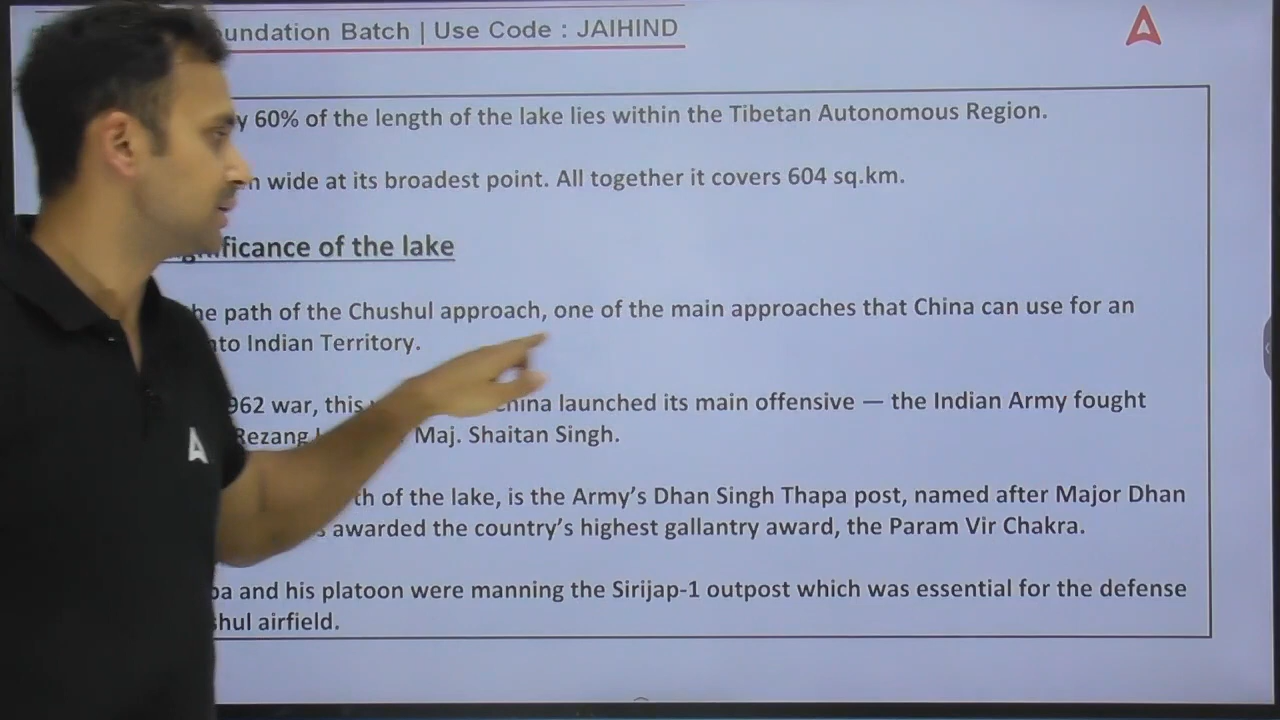 undation Batch | Use Code : JAIHIND
y 60% of the length of the lake lies within the Tibetan Autonomous Region.
wide at its broadest point. All together it covers 604 sq.km.
ficance of the lake
he path of the Chushul approach, one of the main approaches that China can use for an
to Indian Territory.
962 war, this China launched its main offensive — the Indian Army fought
Rezang Maj. Shaitan Singh.
th of the lake, is the Army’s Dhan Singh Thapa post, named after Major Dhan
awarded the country’s highest gallantry award, the Param Vir Chakra.
pa and his platoon were manning the Sirijap-1 outpost which was essential for the defense
hul airfield.